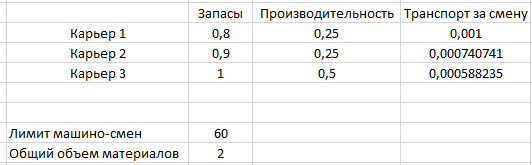 Запасы Производительность Транспорт за смену
Карьер 1 0,8 0,25 0,001
Карьер 2 0,9 0,25 0,000740741
Карьер 3 1 0,5 0,000588235
Лимит машино-смен 60
Общий объем материалов 2